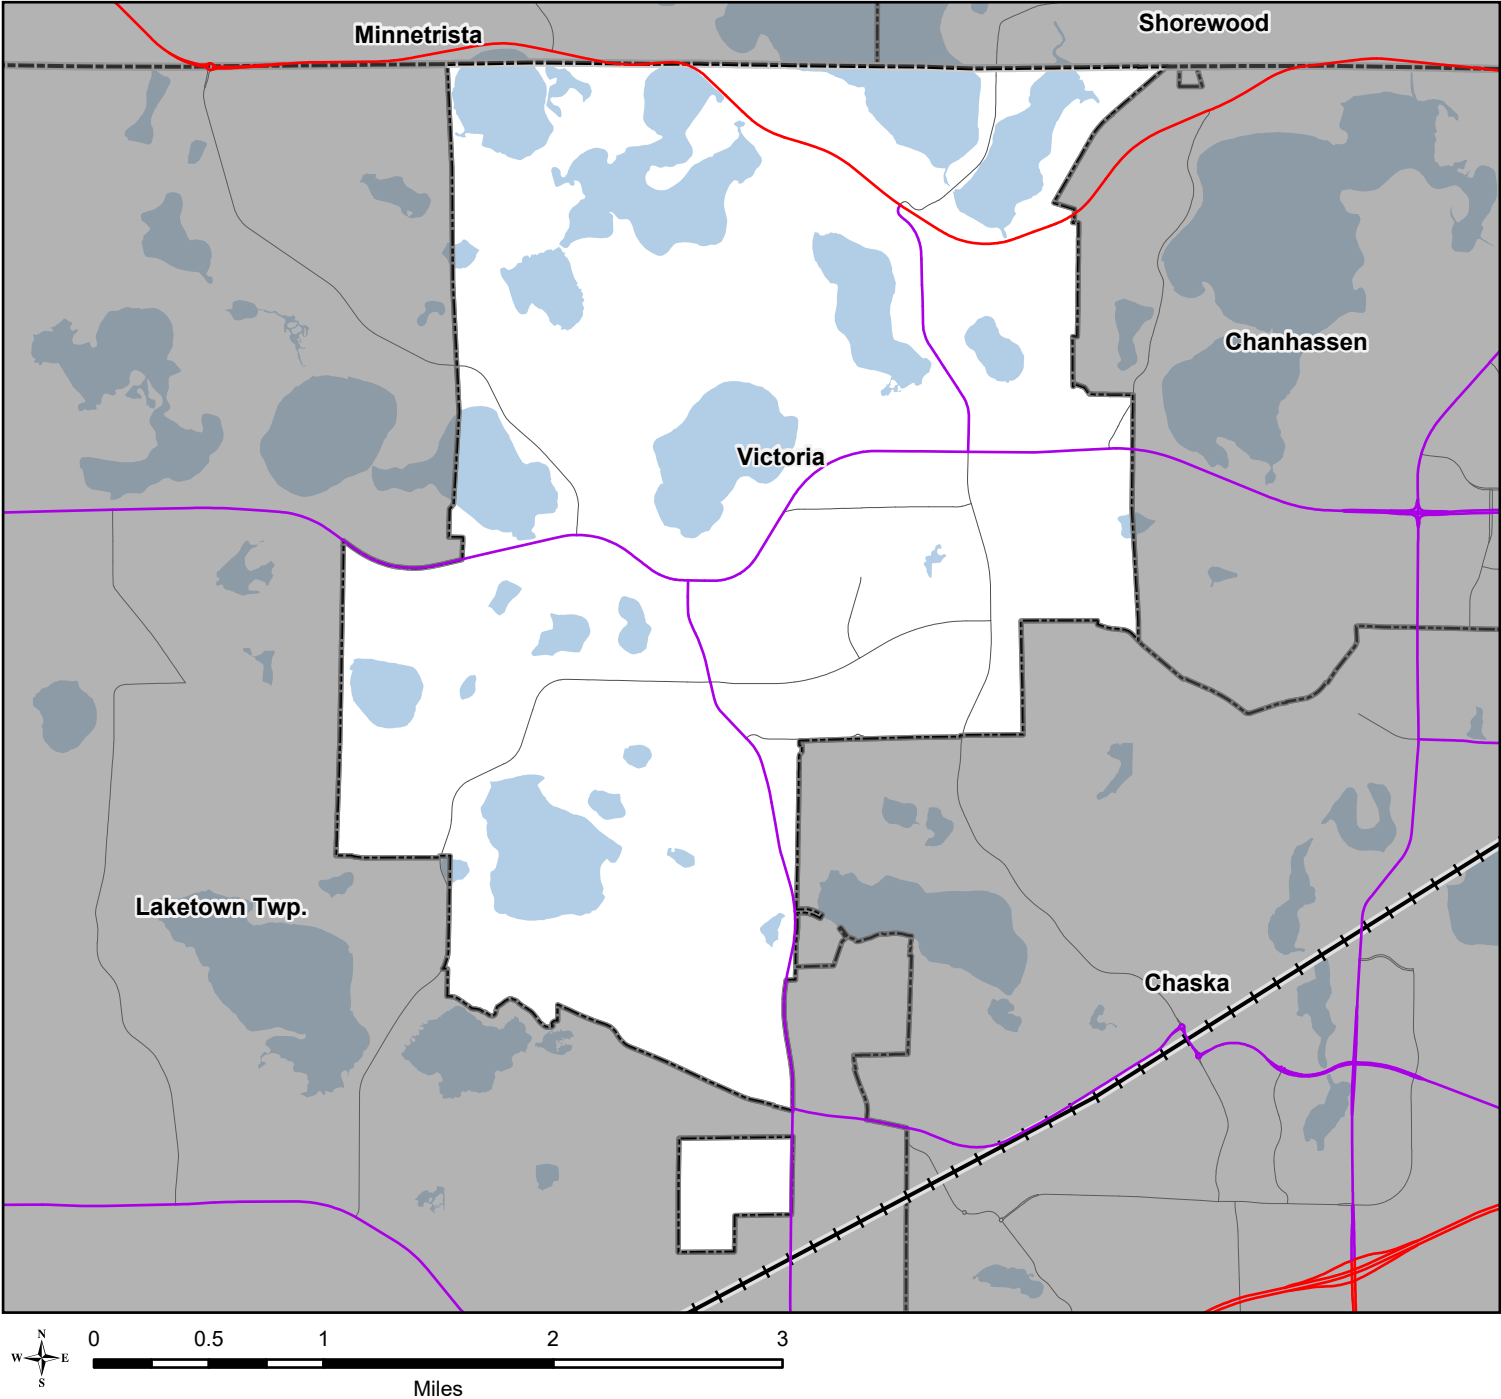 Minnetrista
Shorewood
Chanhassen
Victoria
Laketown Twp.
Chaska
N
W E
S
0 0.5 1 2 3
Miles